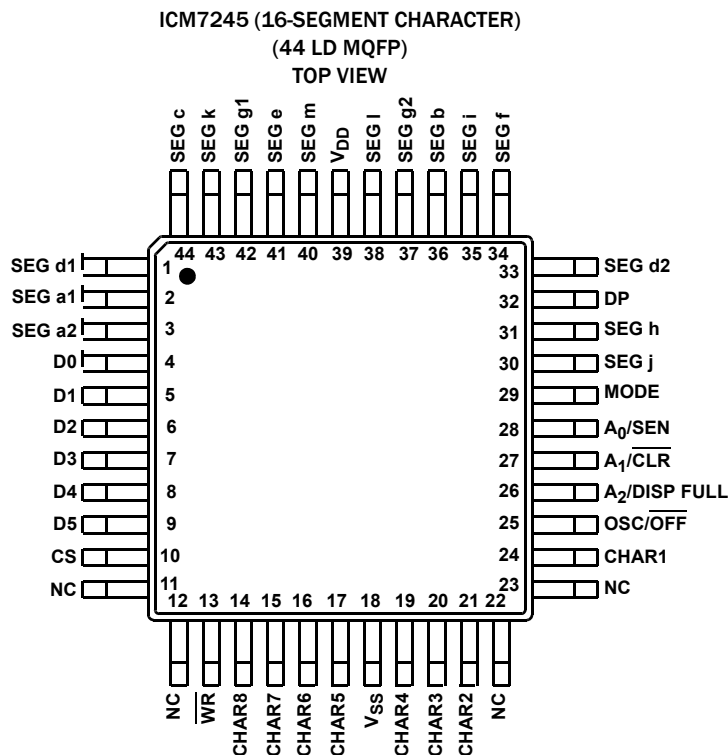 ICM7245 (16-SEGMENT CHARACTER)
(44 LD MQFP)
TOP VIEW
SEG c
SEG k
SEG g1
SEG e
SEG m
VDD
SEG l
SEG g2
SEG b
SEG i
SEG f
44 43 42 41 40 39 38 37 36 35 34
SEG d1 1
SEG a1 2
SEG a2 3
D0 4
D1 5
D2 6
D3 7
D4 8
D5 9
CS 10
NC 11
33 SEG d2
32 DP
31 SEG h
30 SEG j
29 MODE
28 A0/SEN
27 A1/CLR
26 A2/DISP FULL
25 OSC/OFF
24 CHAR1
23 NC
12 13 14 15 16 17 18 19 20 21 22
NC
WR
CHAR8
CHAR7
CHAR6
CHAR5
VSS
CHAR4
CHAR3
CHAR2
NC